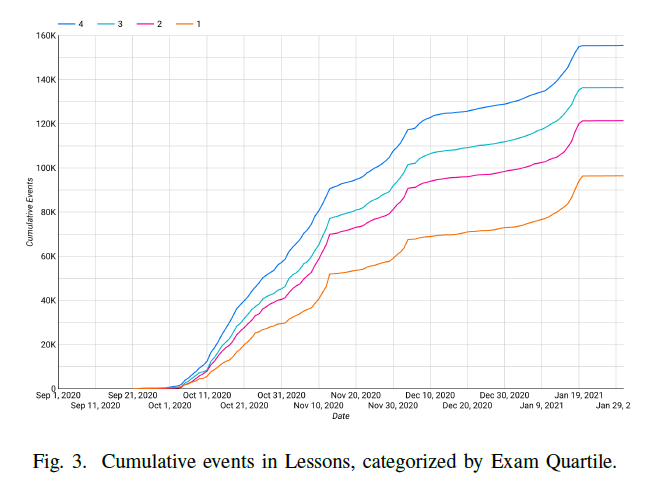 4 3 2 1
160K
140K
120K
100K
80K
60K
40K
20K
0
Cumulative Events
Sep 1, 2020 Sep 21, 2020 Oct 11, 2020 Oct 31, 2020 Nov 20, 2020 Dec 10, 2020 Dec 30, 2020 Jan 19, 2021
Sep 11, 2020 Oct 1, 2020 Oct 21, 2020 Nov 10, 2020 Nov 30, 2020 Dec 20, 2020 Jan 9, 2021 Jan 29, 2
Date
Fig. 3. Cumulative events in Lessons, categorized by Exam Quartile.